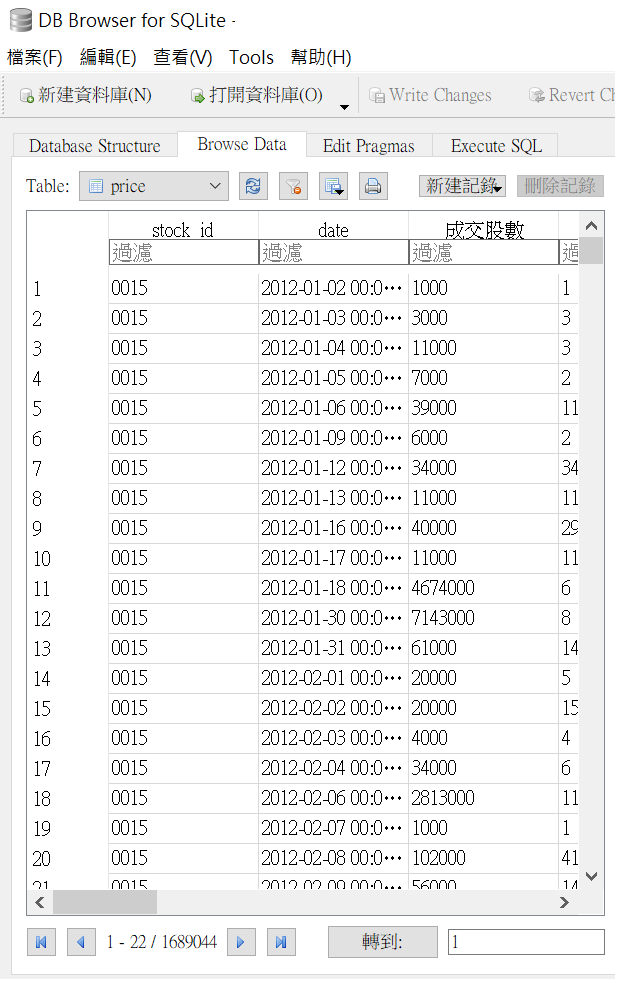 DB Browser for SQLite -
檔案(F) 編輯(E) 查看(V) Tools 幫助(H)
新建資料庫(N) 打開資料庫(O) Write Changes Revert Ch
Database Structure Browse Data Edit Pragmas Execute SQL
Table: price 新建記錄 刪除記錄
stock_id date 成交股數
過濾 過濾 過濾 過
1 0015 2012-01-02 00:0… 1000 1
2 0015 2012-01-03 00:0… 3000 3
3 0015 2012-01-04 00:0… 11000 3
4 0015 2012-01-05 00:0… 7000 2
5 0015 2012-01-06 00:0… 39000 11
6 0015 2012-01-09 00:0… 6000 2
7 0015 2012-01-12 00:0… 34000 34
8 0015 2012-01-13 00:0… 11000 11
9 0015 2012-01-16 00:0… 40000 29
10 0015 2012-01-17 00:0… 11000 11
11 0015 2012-01-18 00:0… 4674000 6
12 0015 2012-01-30 00:0… 7143000 8
13 0015 2012-01-31 00:0… 61000 14
14 0015 2012-02-01 00:0… 20000 5
15 0015 2012-02-02 00:0… 20000 15
16 0015 2012-02-03 00:0… 4000 4
17 0015 2012-02-04 00:0… 34000 6
18 0015 2012-02-06 00:0… 2813000 11
19 0015 2012-02-07 00:0… 1000 1
20 0015 2012-02-08 00:0… 102000 41
21 0015 2012-02-09 00:0… 56000 14
1 - 22 / 1689044 轉到: 1